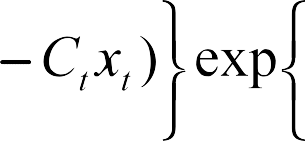 − C_t x_t ) } exp {